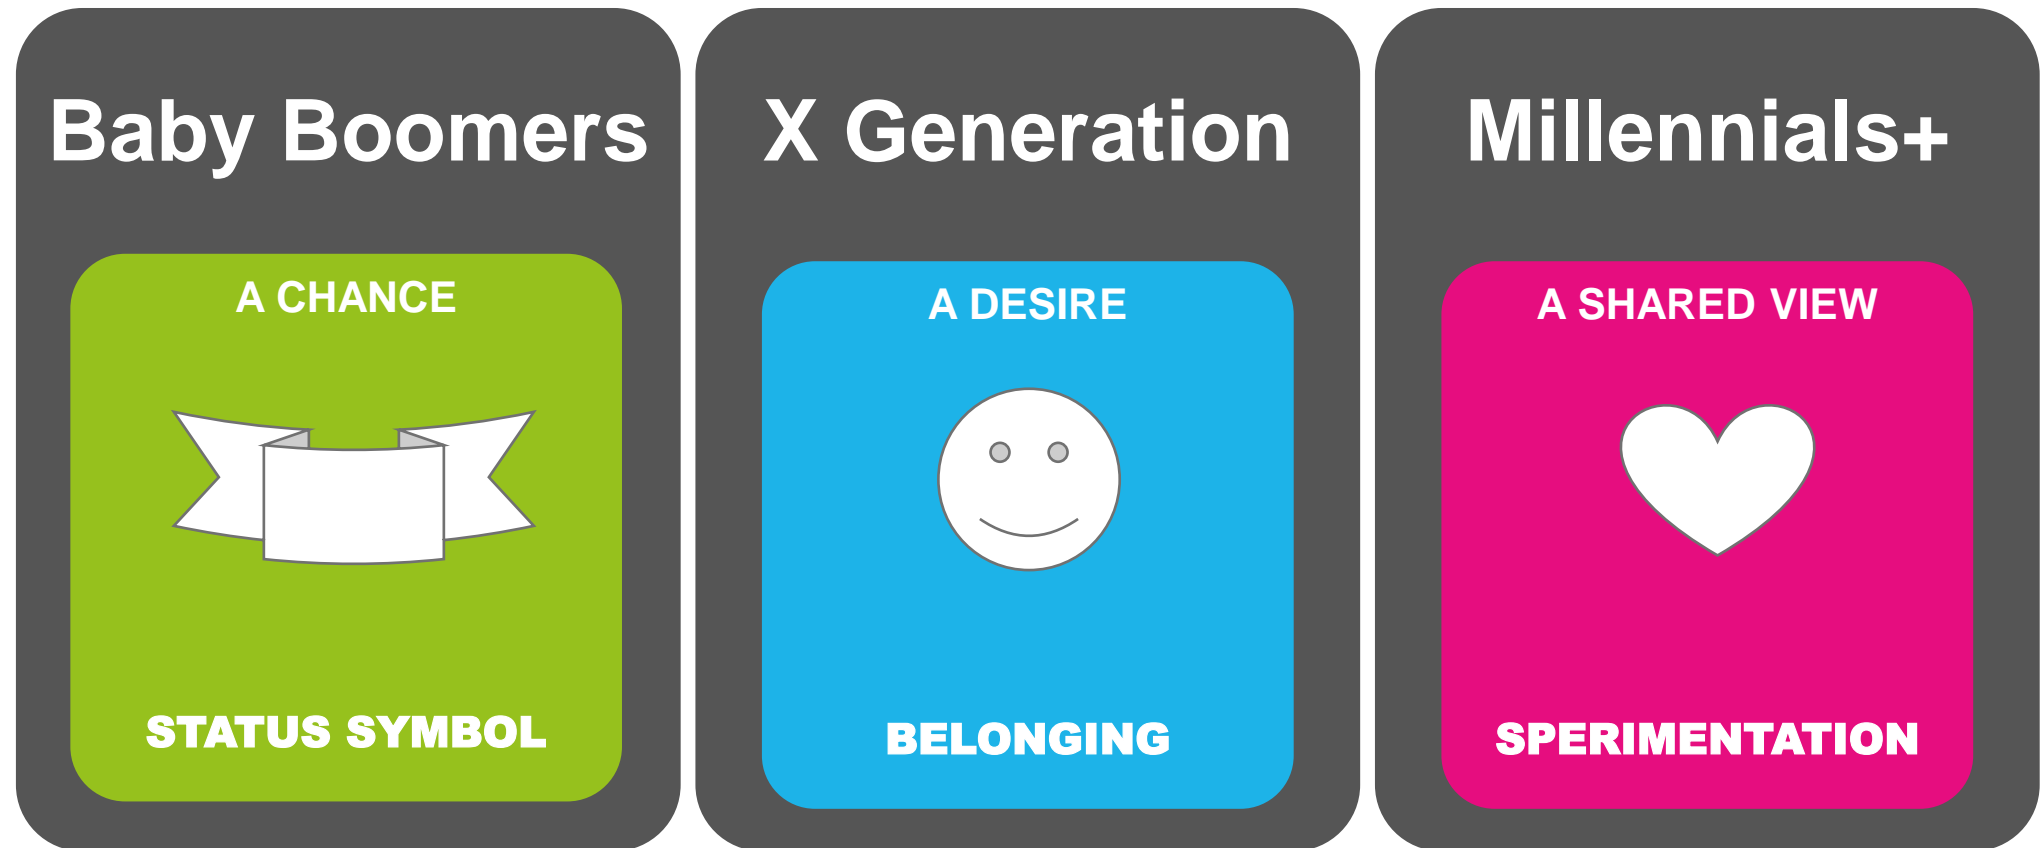 Baby Boomers
A CHANCE
STATUS SYMBOL
X Generation
A DESIRE
BELONGING
Millennials+
A SHARED VIEW
SPERIMENTATION